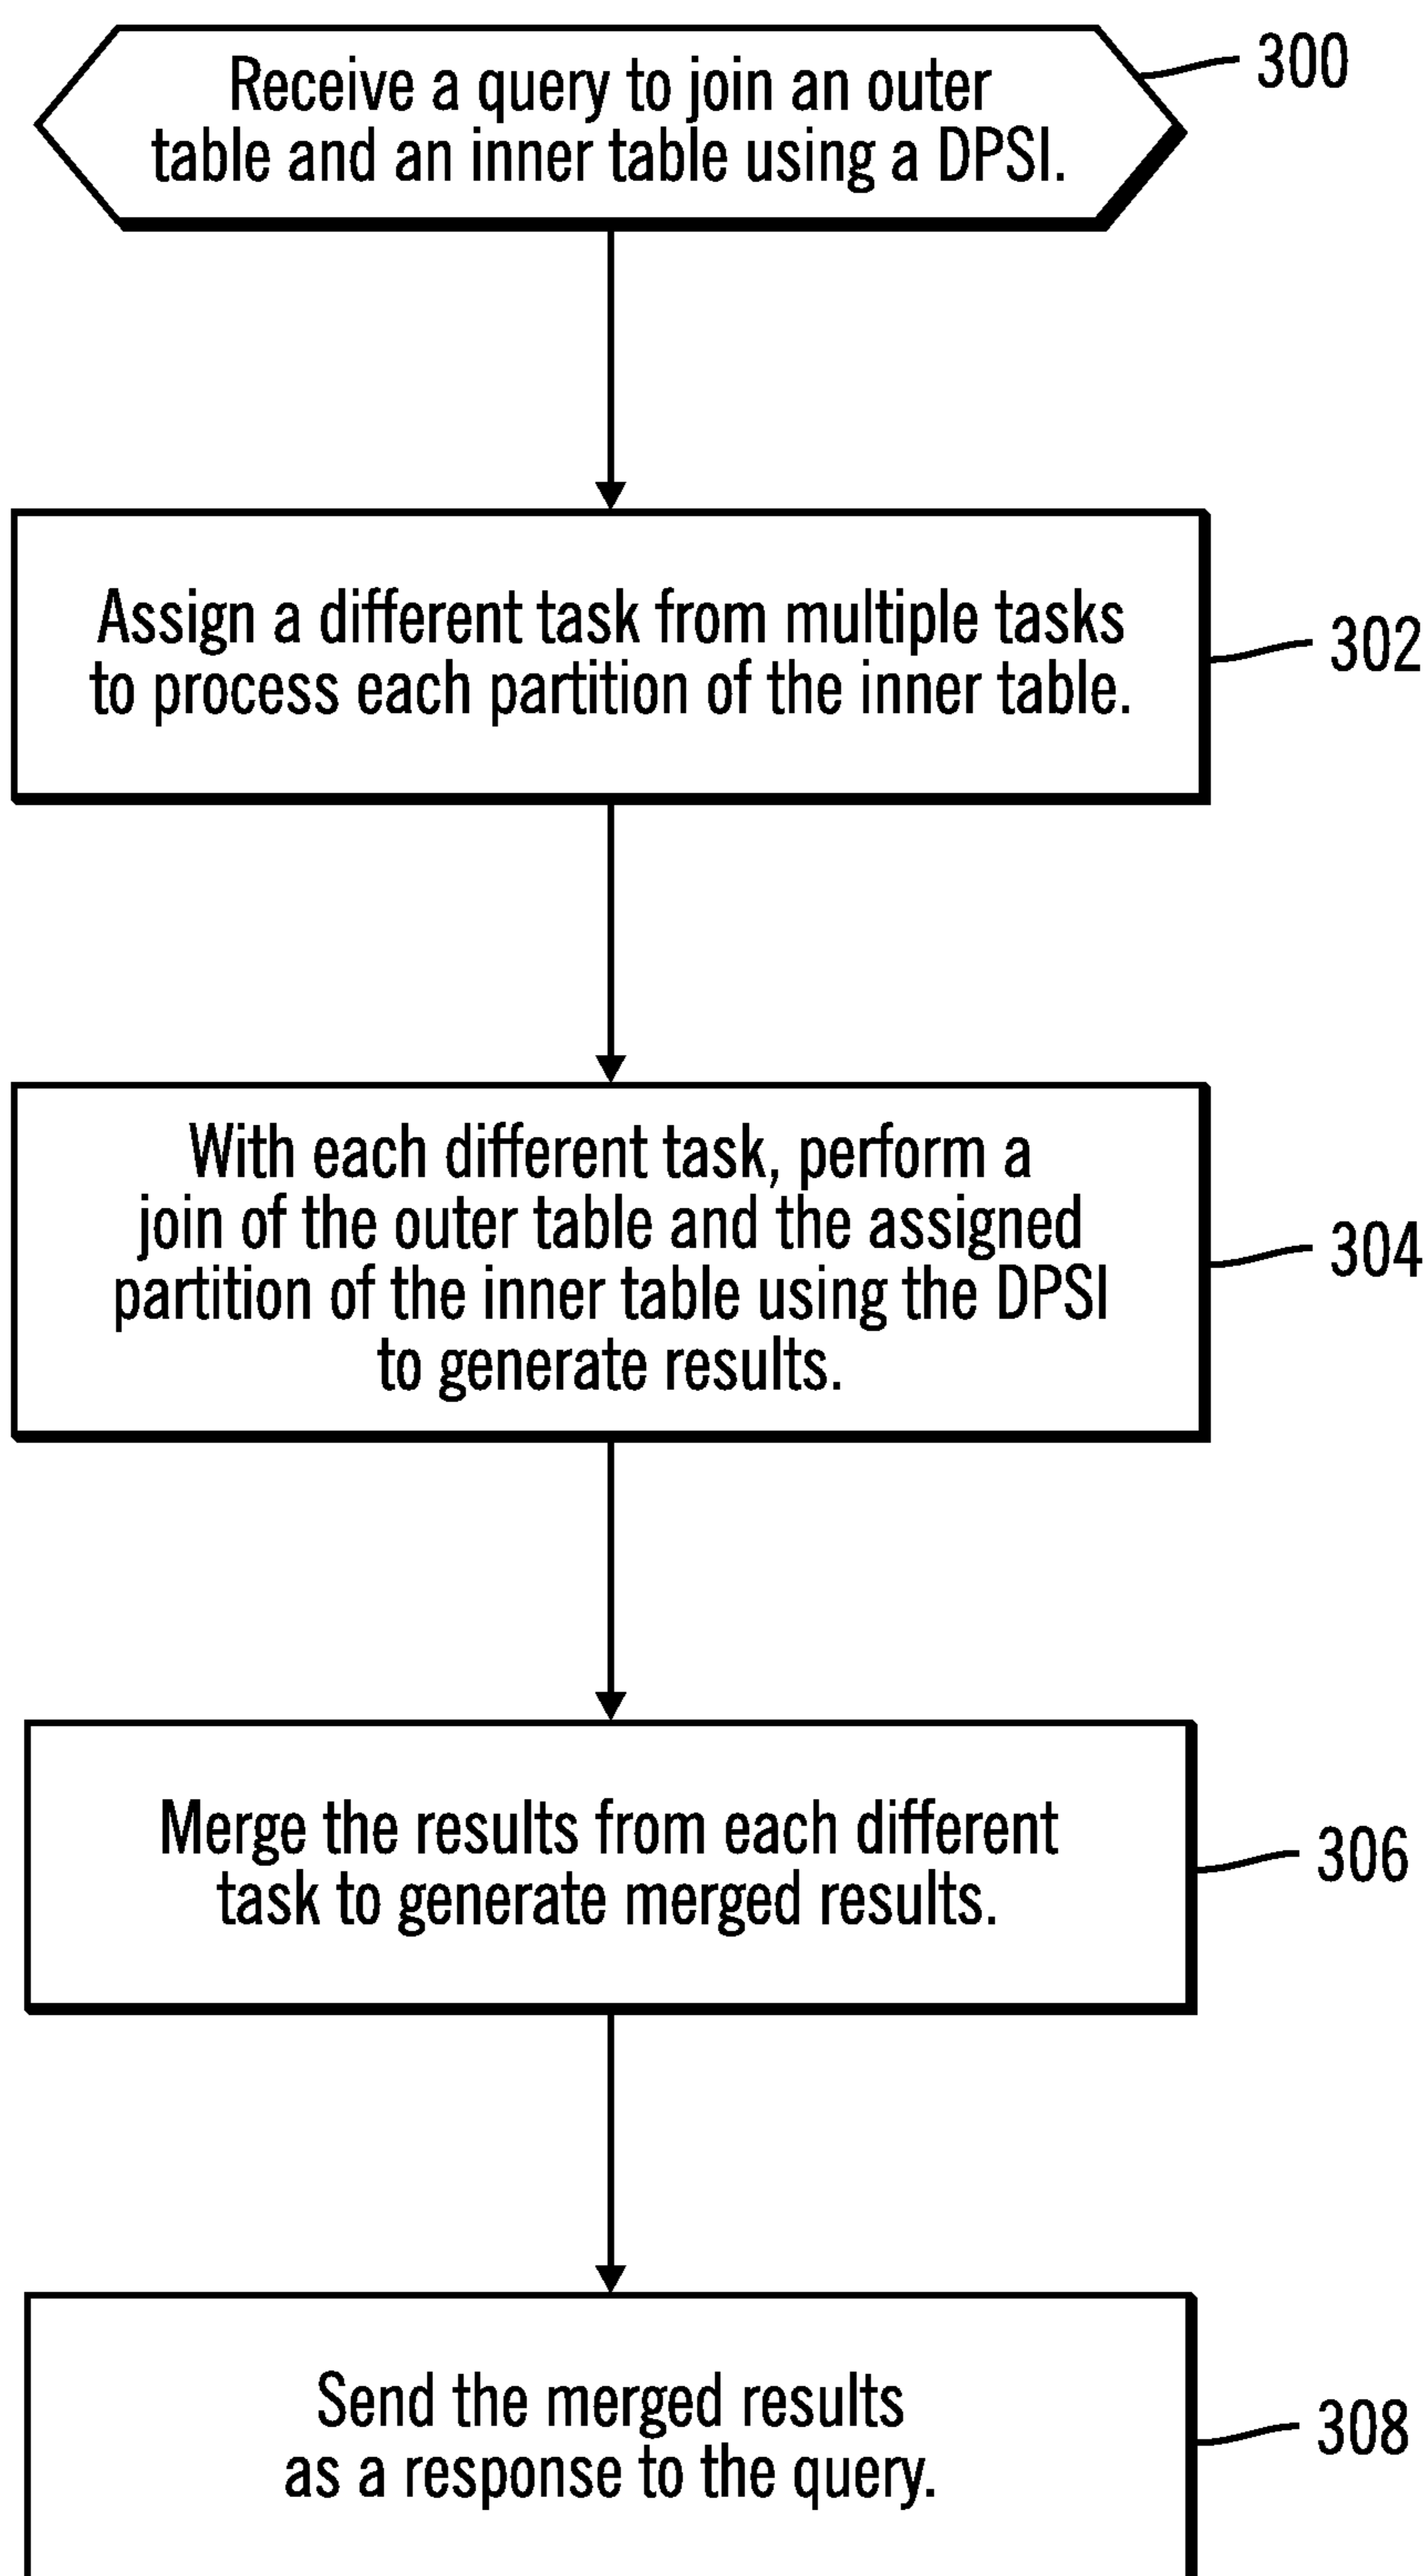 Receive a query to join an outer
table and an inner table using a DPSI.
300
Assign a different task from multiple tasks
to process each partition of the inner table.
302
With each different task, perform a
join of the outer table and the assigned
partition of the inner table using the DPSI
to generate results.
304
Merge the results from each different
task to generate merged results.
306
Send the merged results
as a response to the query.
308